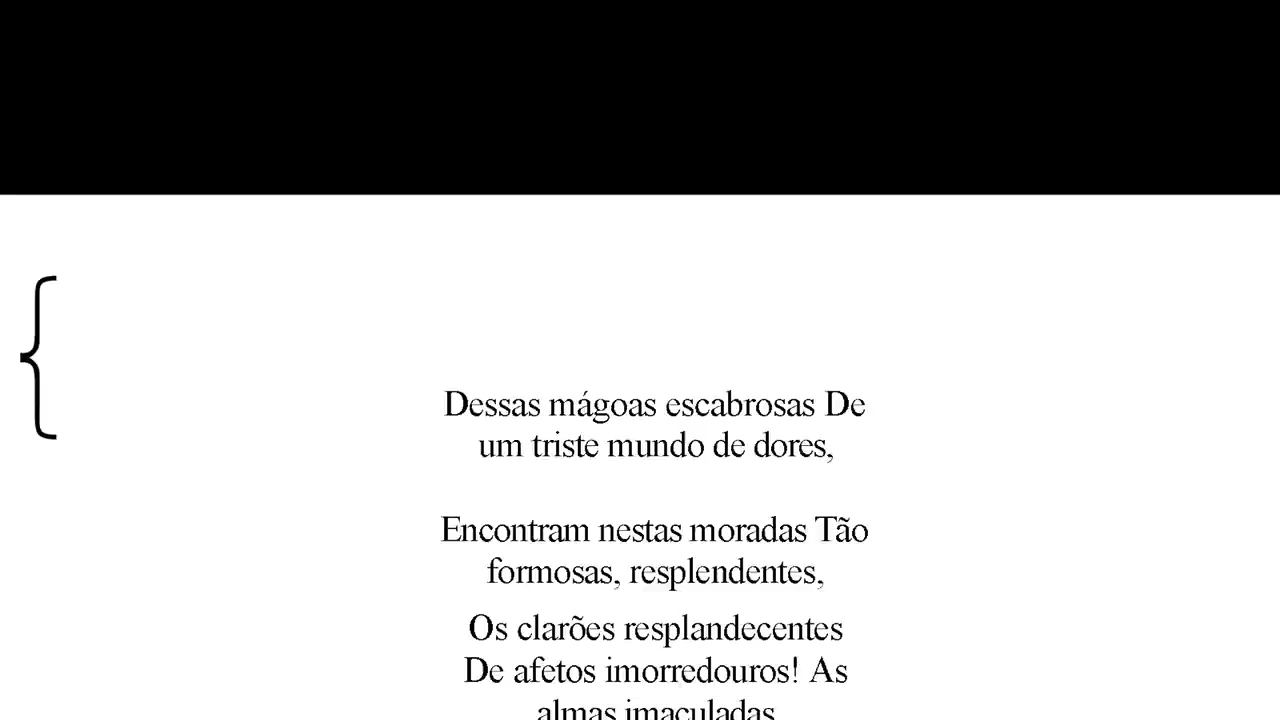 Dessas mágoas escabrosas De
um triste mundo de dores,
Encontram nestas moradas Tão
formosas, resplendentes,
Os clarões resplandecentes
De afetos imorredouros! As
almas imaculadas